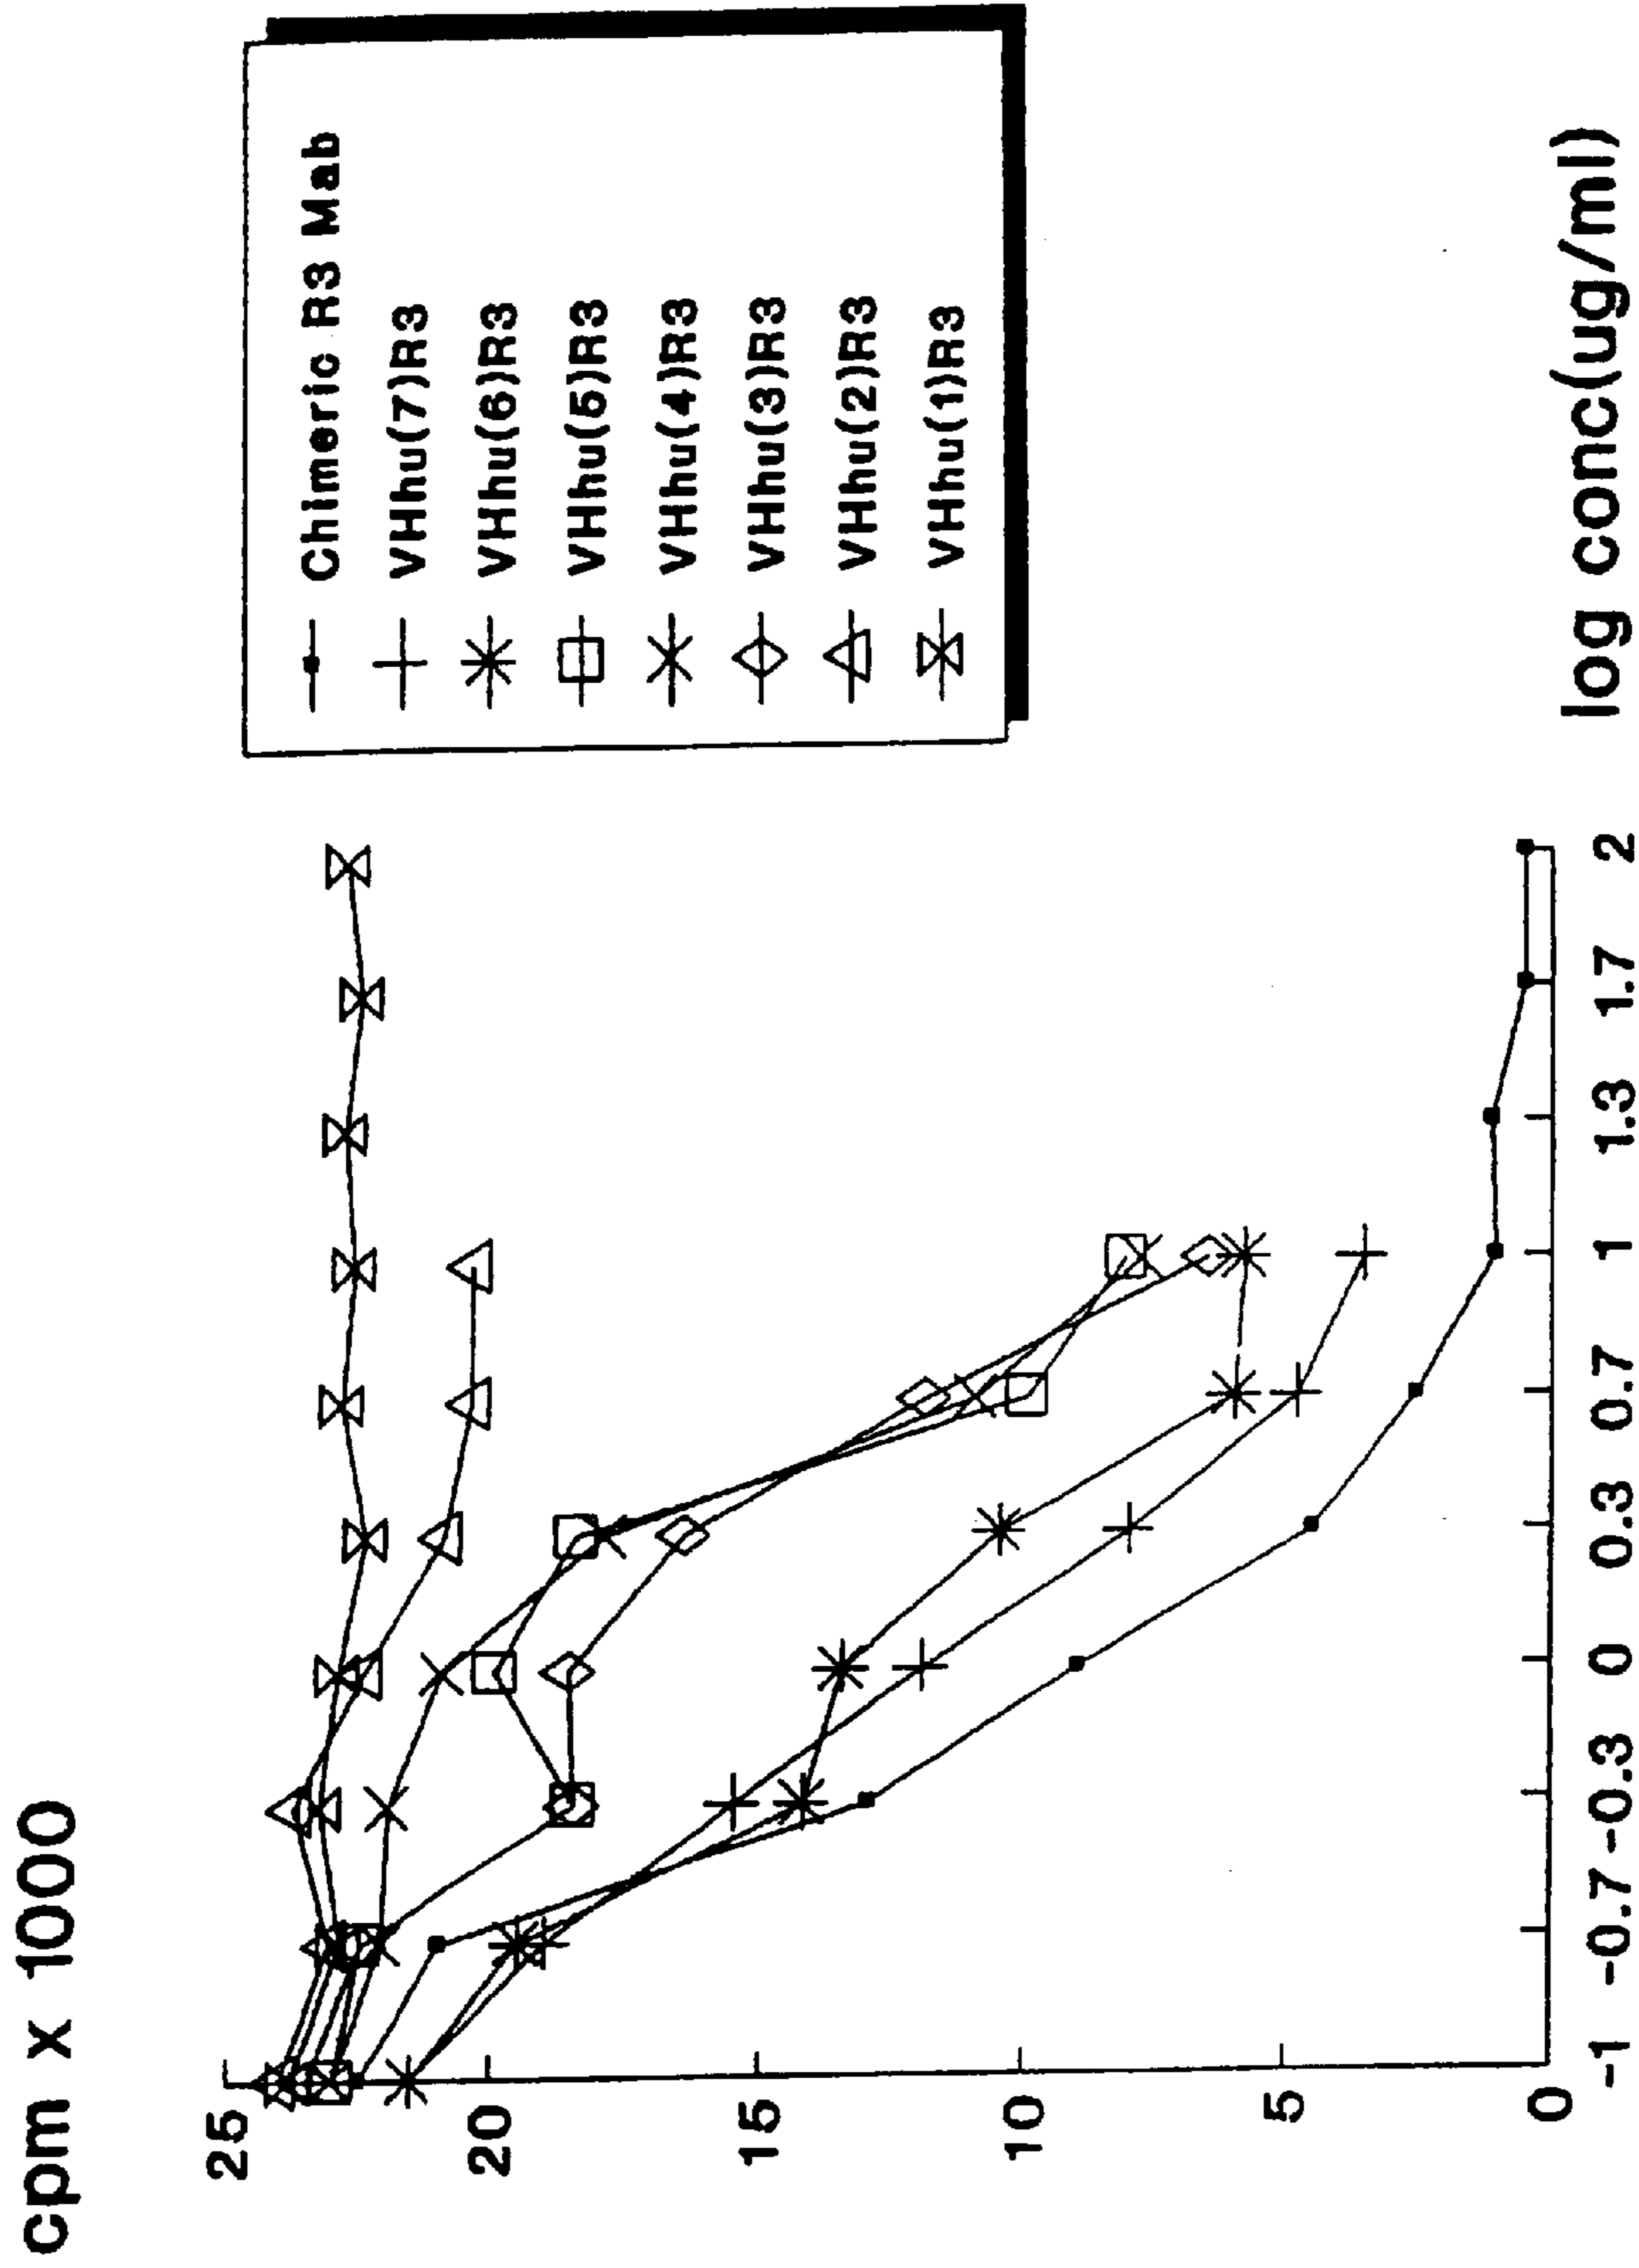 cpm x 1000
25
20
15
10
5
0
-1 -0.7 -0.3 0 0.3 0.7 1 1.3 1.7 2
log conc(ug/ml)
Chimeric R3 Mab
VHhu(7)R3
VHhu(6)R3
VHhu(5)R3
VHhu(4)R3
VHhu(3)R3
VHhu(2)R3
VHhu(1)R3